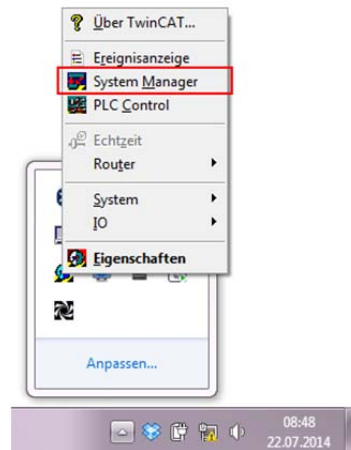 Über TwinCAT...
Ereignisanzeige
System Manager
PLC Control
Echtzeit
Router
System
IO
Eigenschaften
Anpassen...
08:48
22.07.2014